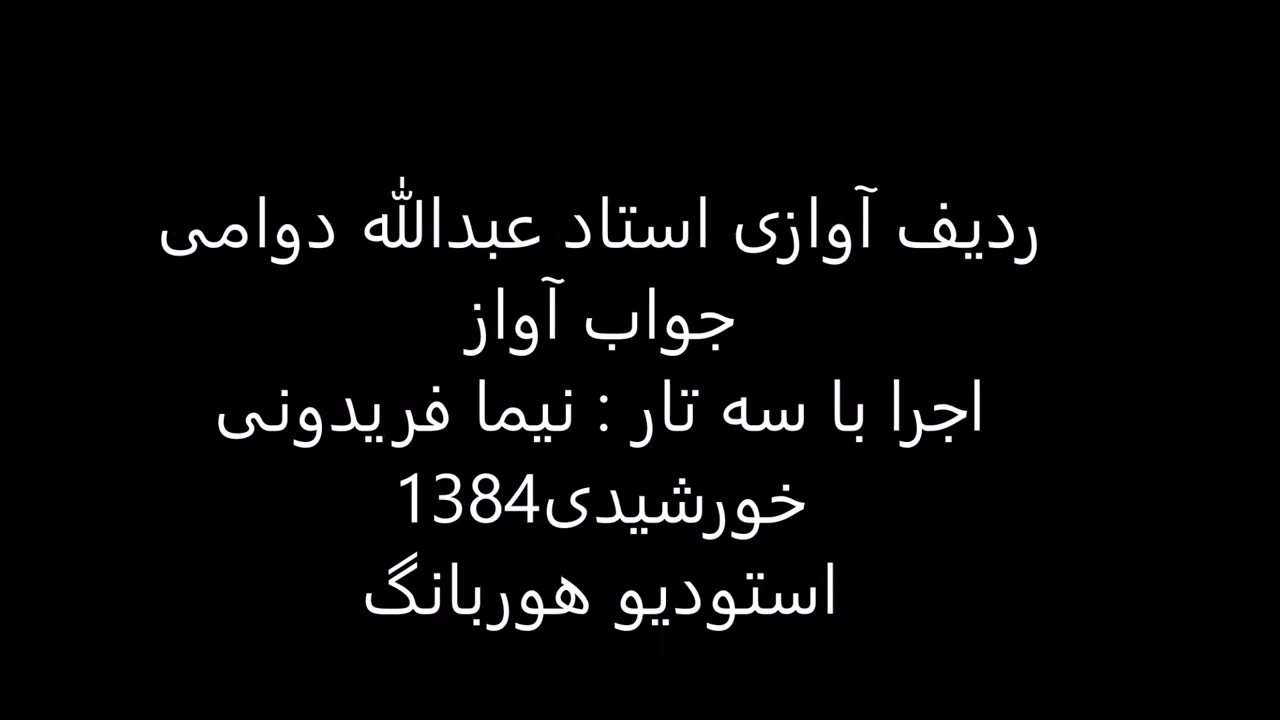 ردیف آوازی استاد عبدالله دوامی
جواب آواز
اجرا با سه تار : نیما فریدونی
خورشیدی1384
استودیو هوربانگ